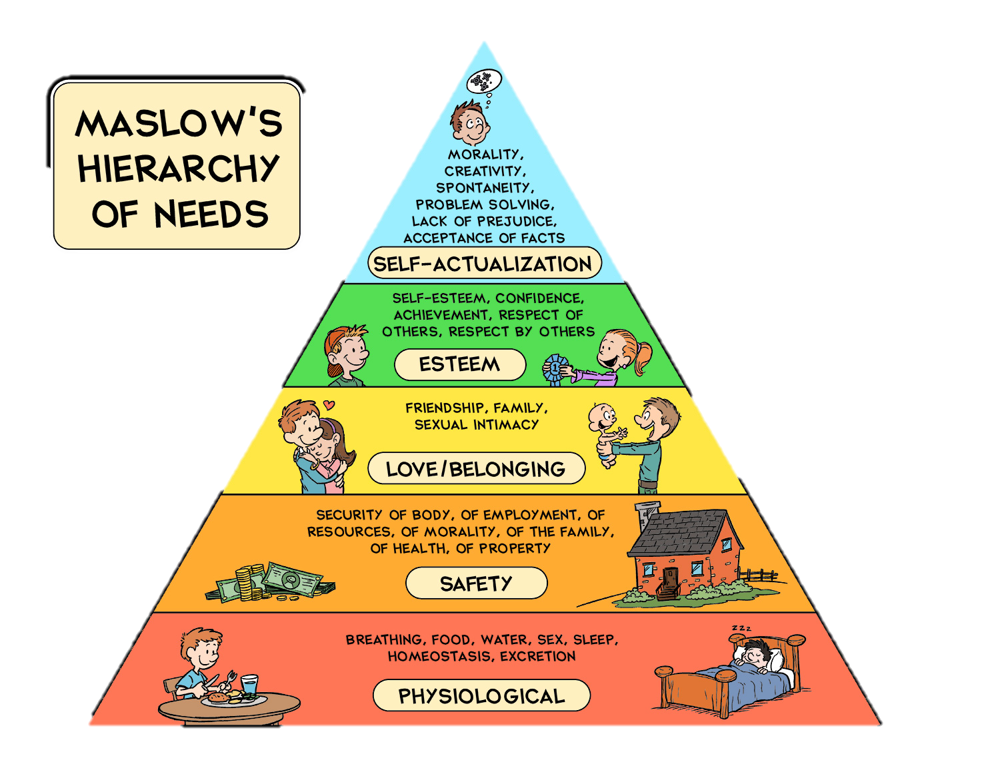 MASLOW'S
HIERARCHY
OF NEEDS
MORALITY,
CREATIVITY,
SPONTANEITY,
PROBLEM SOLVING,
LACK OF PREJUDICE,
ACCEPTANCE OF FACTS
SELF-ACTUALIZATION
SELF-ESTEEM, CONFIDENCE,
ACHIEVEMENT, RESPECT OF
OTHERS, RESPECT BY OTHERS
ESTEEM
1
FRIENDSHIP, FAMILY,
SEXUAL INTIMACY
LOVE/BELONGING
SECURITY OF BODY, OF EMPLOYMENT, OF
RESOURCES, OF MORALITY, OF THE FAMILY,
OF HEALTH, OF PROPERTY
SAFETY
BREATHING, FOOD, WATER, SEX, SLEEP,
HOMEOSTASIS, EXCRETION
PHYSIOLOGICAL
zzz